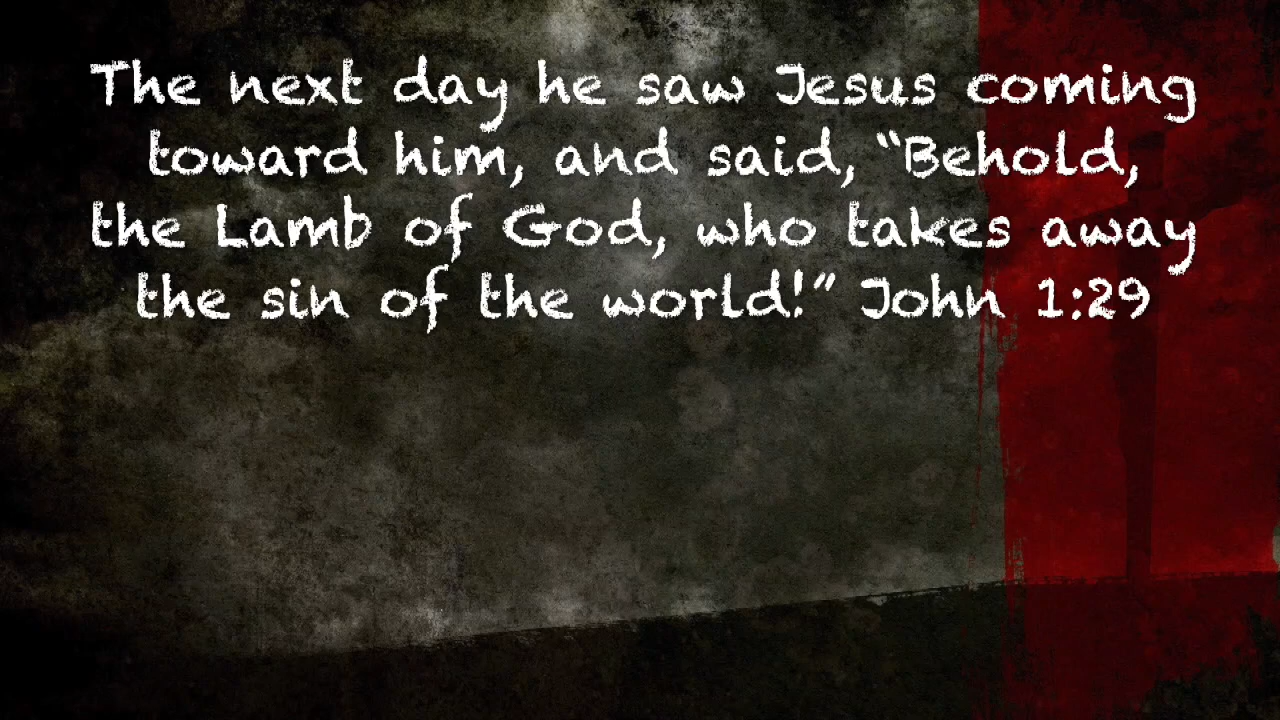 The next day he saw Jesus coming
toward him, and said, “Behold,
the Lamb of God, who takes away
the sin of the world!” John 1:29